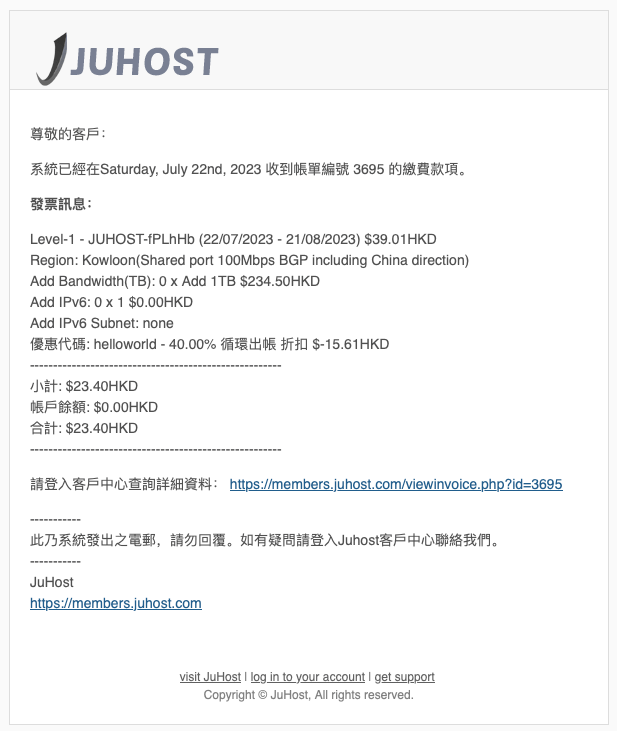 JUHOST
尊敬的客戶：
系統已經在Saturday, July 22nd, 2023 收到帳單編號 3695 的繳費款項。
發票訊息：
Level-1 - JUHOST-fPLhHb (22/07/2023 - 21/08/2023) $39.01HKD
Region: Kowloon(Shared port 100Mbps BGP including China direction)
Add Bandwidth(TB): 0 x Add 1TB $234.50HKD
Add IPv6: 0 x 1 $0.00HKD
Add IPv6 Subnet: none
優惠代碼: helloworld - 40.00% 循環出帳 折扣 $-15.61HKD
------------------------------------------------------
小計: $23.40HKD
帳戶餘額: $0.00HKD
合計: $23.40HKD
------------------------------------------------------
請登入客戶中心查詢詳細資料： https://members.juhost.com/viewinvoice.php?id=3695
-----------
此乃系統發出之電郵，請勿回覆。如有疑問請登入Juhost客戶中心聯絡我們。
-----------
JuHost
https://members.juhost.com
visit JuHost | log in to your account | get support
Copyright © JuHost, All rights reserved.